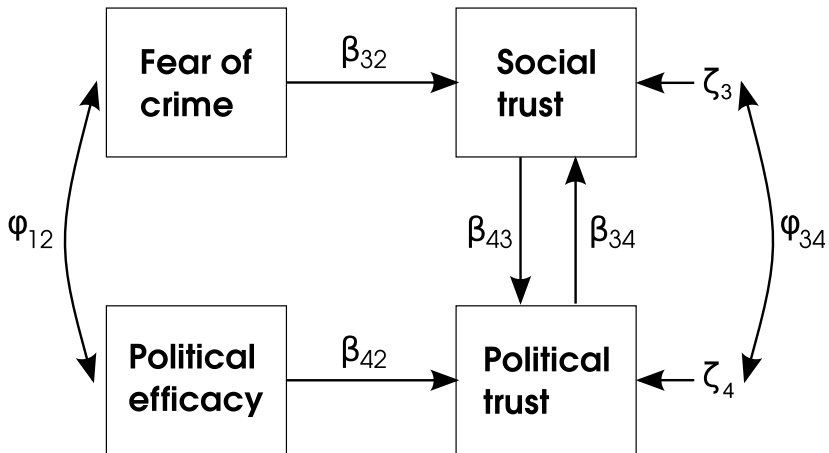 Fear of
crime
β32
Social
trust
ζ3
φ12
β43
β34
φ34
Political
efficacy
β42
Political
trust
ζ4